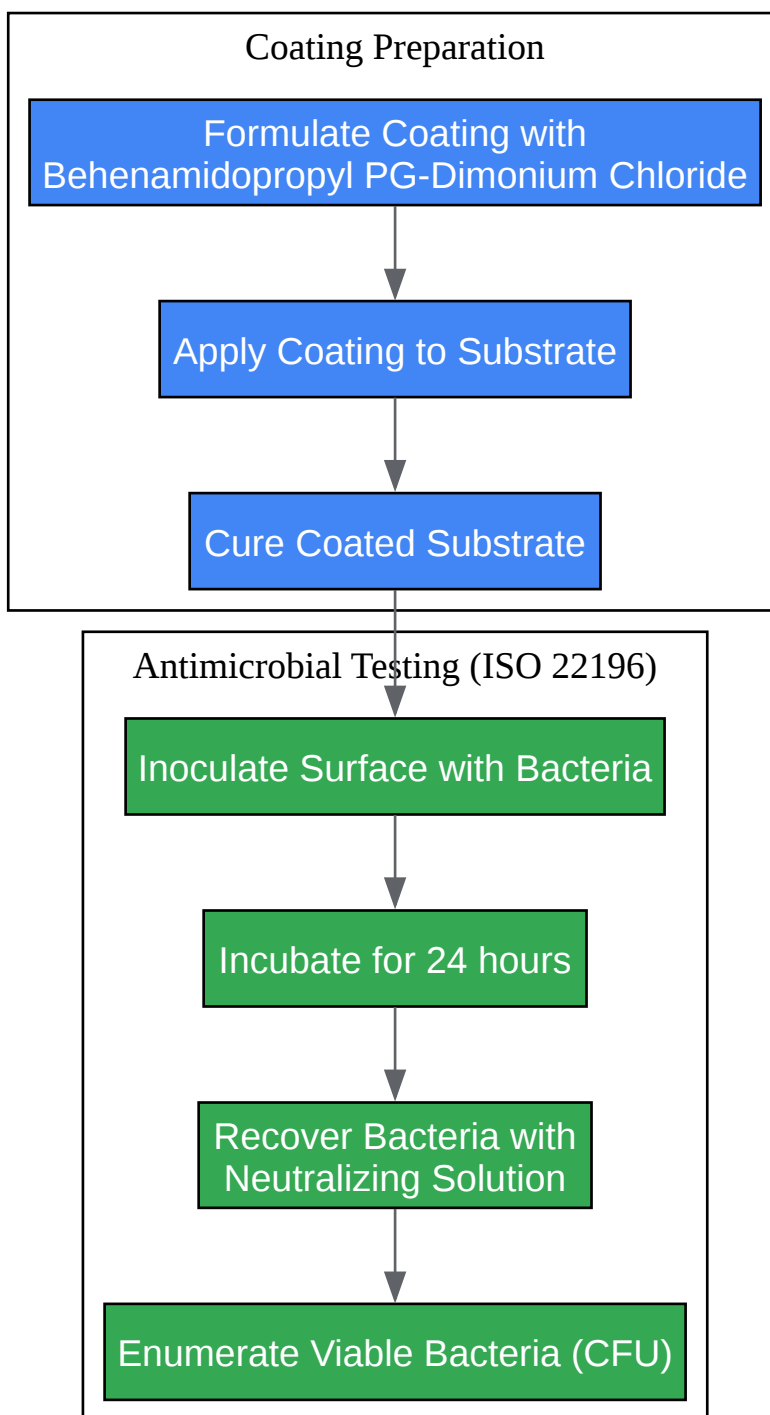 Coating Preparation
Formulate Coating with
Behenamidopropyl PG-Dimonium Chloride
Apply Coating to Substrate
Cure Coated Substrate
Antimicrobial Testing (ISO 22196)
Inoculate Surface with Bacteria
Incubate for 24 hours
Recover Bacteria with
Neutralizing Solution
Enumerate Viable Bacteria (CFU)